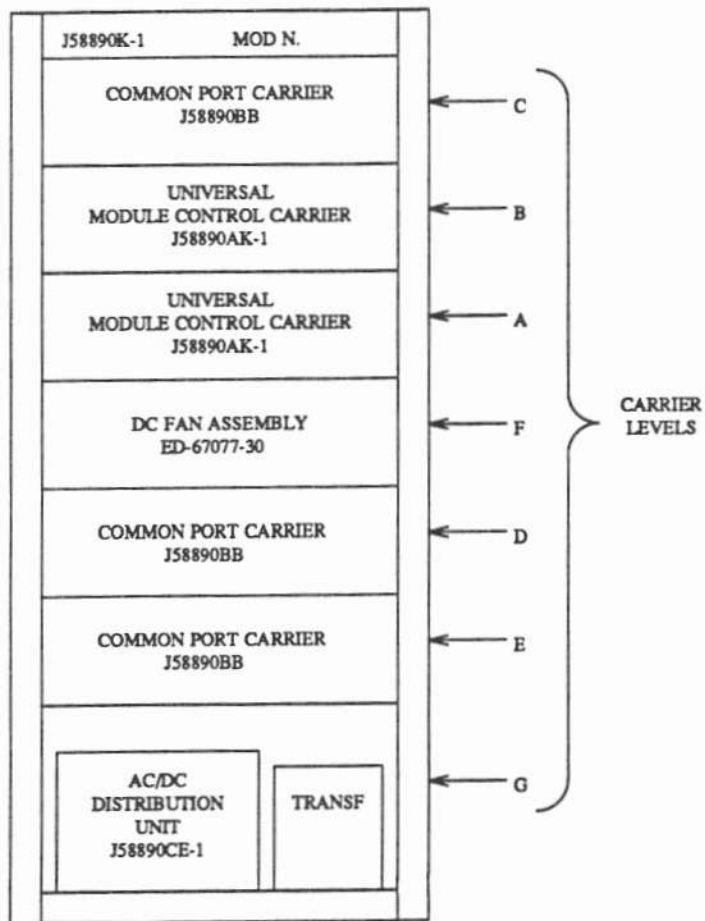 J58890K-1 MOD N.
COMMON PORT CARRIER
J58890BB
C
UNIVERSAL
MODULE CONTROL CARRIER
J58890AK-1
B
UNIVERSAL
MODULE CONTROL CARRIER
J58890AK-1
A
DC FAN ASSEMBLY
ED-67077-30
F
CARRIER
LEVELS
COMMON PORT CARRIER
J58890BB
D
COMMON PORT CARRIER
J58890BB
E
AC/DC
DISTRIBUTION
UNIT
J58890CE-1
TRANSF
G